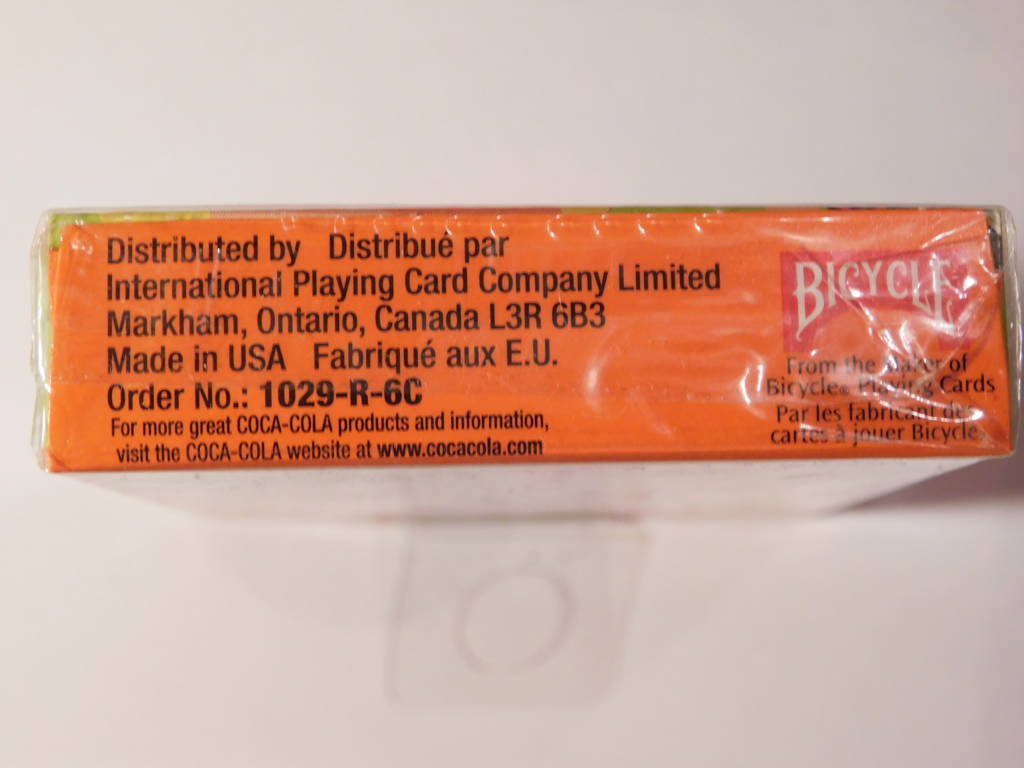 Distributed by Distribué par
International Playing Card Company Limited
Markham, Ontario, Canada L3R 6B3
Made in USA Fabriqué aux E.U.
Order No.: 1029-R-6C
For more great COCA-COLA products and information,
visit the COCA-COLA website at www.cocacola.com
BICYCLE
From the Maker of
Bicycle® Playing Cards
Par les fabricant des
cartes à jouer Bicycle®